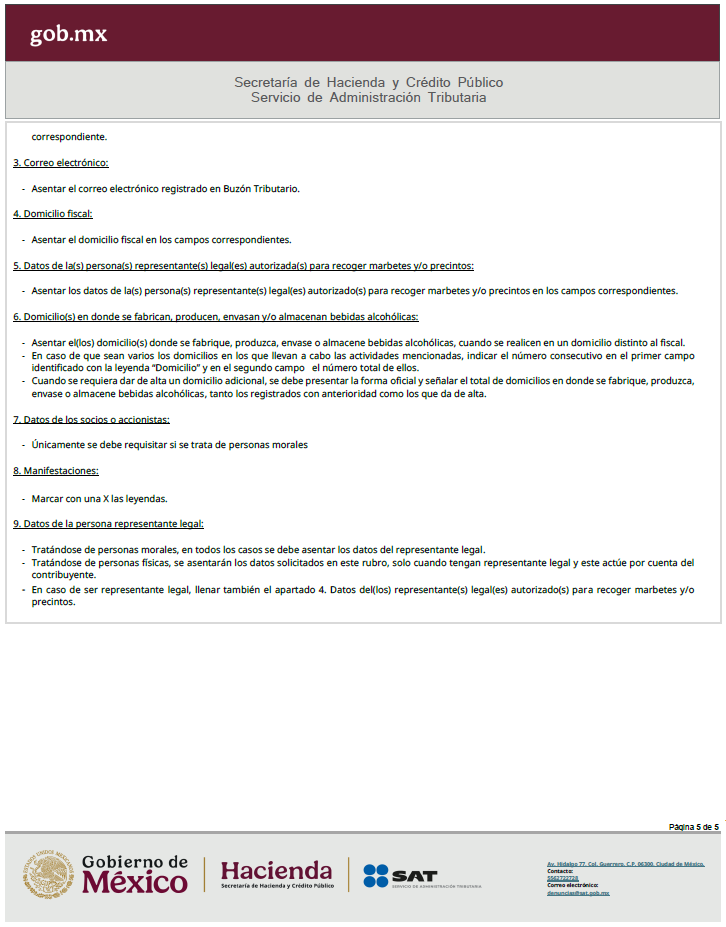 gob.mx
Secretaría de Hacienda y Crédito Público
Servicio de Administración Tributaria
correspondiente.
3. Correo electrónico:
- Asentar el correo electrónico registrado en Buzón Tributario.
4. Domicilio fiscal:
- Asentar el domicilio fiscal en los campos correspondientes.
5. Datos de la(s) persona(s) representante(s) legal(es) autorizada(s) para recoger marbetes y/o precintos:
- Asentar los datos de la(s) persona(s) representante(s) legal(es) autorizado(s) para recoger marbetes y/o precintos en los campos correspondientes.
6. Domicilio(s) en donde se fabrican, producen, envasan y/o almacenan bebidas alcohólicas:
- Asentar el(los) domicilio(s) donde se fabrique, produzca, envase o almacene bebidas alcohólicas, cuando se realicen en un domicilio distinto al fiscal.
- En caso de que sean varios los domicilios en los que llevan a cabo las actividades mencionadas, indicar el número consecutivo en el primer campo
identificado con la leyenda “Domicilio” y en el segundo campo el número total de ellos.
- Cuando se requiera dar de alta un domicilio adicional, se debe presentar la forma oficial y señalar el total de domicilios en donde se fabrique, produzca,
envase o almacene bebidas alcohólicas, tanto los registrados con anterioridad como los que da de alta.
7. Datos de los socios o accionistas:
- Únicamente se debe requisitar si se trata de personas morales
8. Manifestaciones:
- Marcar con una X las leyendas.
9. Datos de la persona representante legal:
- Tratándose de personas morales, en todos los casos se debe asentar los datos del representante legal.
- Tratándose de personas físicas, se asentarán los datos solicitados en este rubro, solo cuando tengan representante legal y este actúe por cuenta del
contribuyente.
- En caso de ser representante legal, llenar también el apartado 4. Datos del(los) representante(s) legal(es) autorizado(s) para recoger marbetes y/o
precintos.
Página 5 de 5
Gobierno de
México
Hacienda
Secretaría de Hacienda y Crédito Público
SAT
SERVICIO DE ADMINISTRACIÓN TRIBUTARIA
Av. Hidalgo 77, Col. Guerrero, C.P. 06300, Ciudad de México.
Contacto:
5562722728
Correo electrónico:
denuncias@sat.gob.mx